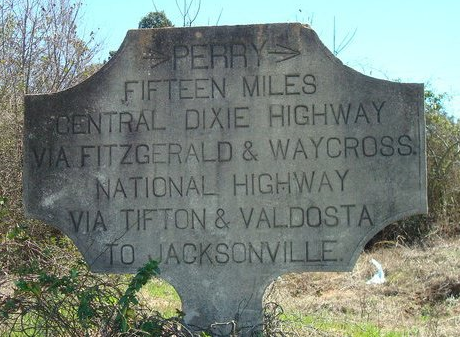 PERRY
FIFTEEN MILES
CENTRAL DIXIE HIGHWAY
VIA FITZGERALD & WAYCROSS.
NATIONAL HIGHWAY
VIA TIFTON & VALDOSTA
TO JACKSONVILLE.